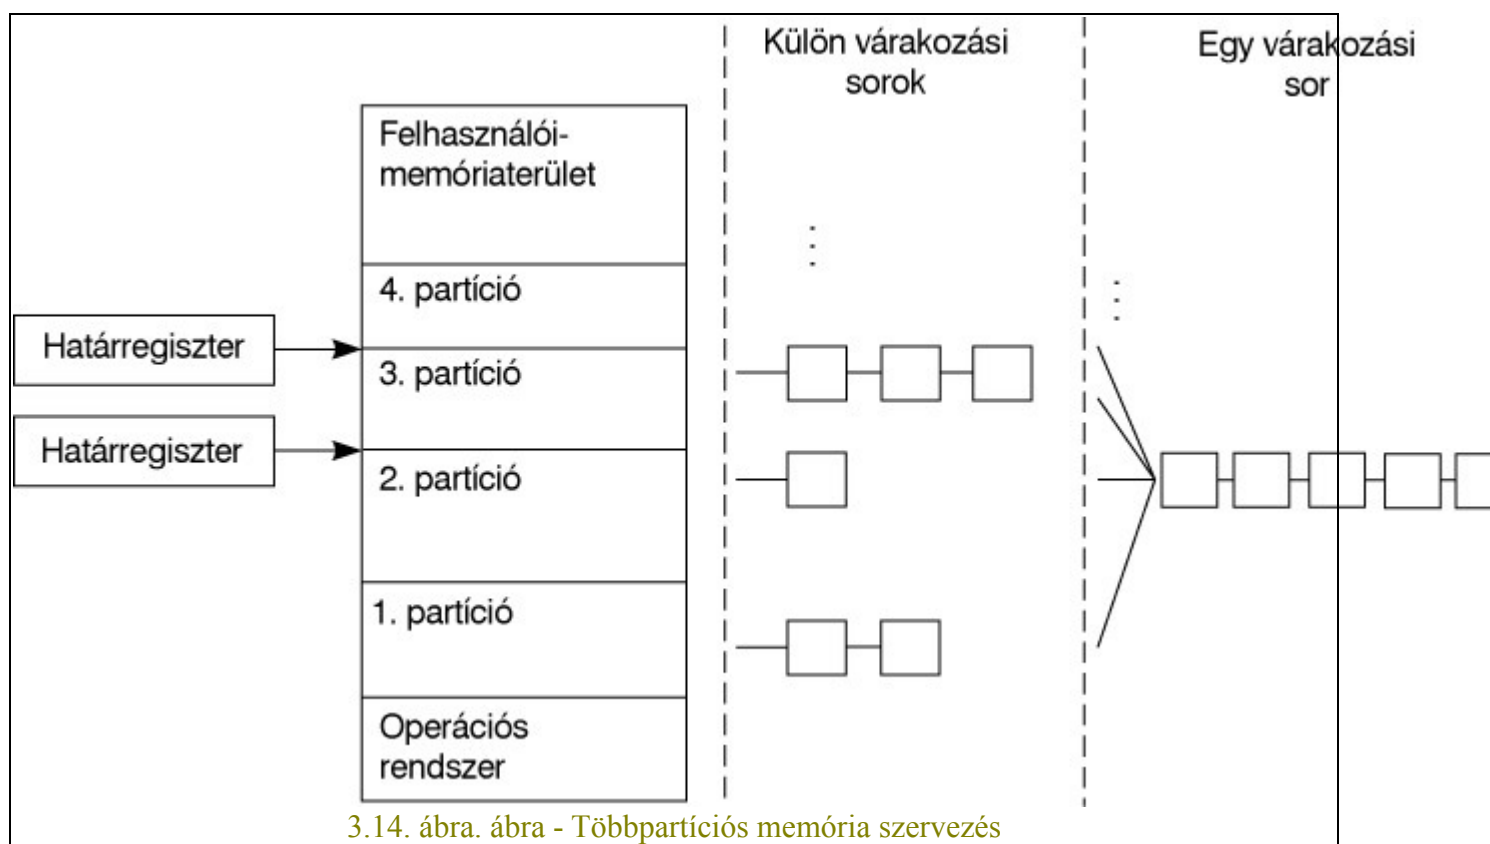 Külön várakozási
sorok
Egy várakozási
sor
Felhasználói-
memóriaterület
4. partíció
Határregiszter
3. partíció
Határregiszter
2. partíció
1. partíció
Operációs
rendszer
3.14. ábra. ábra - Többpartíciós memória szervezés